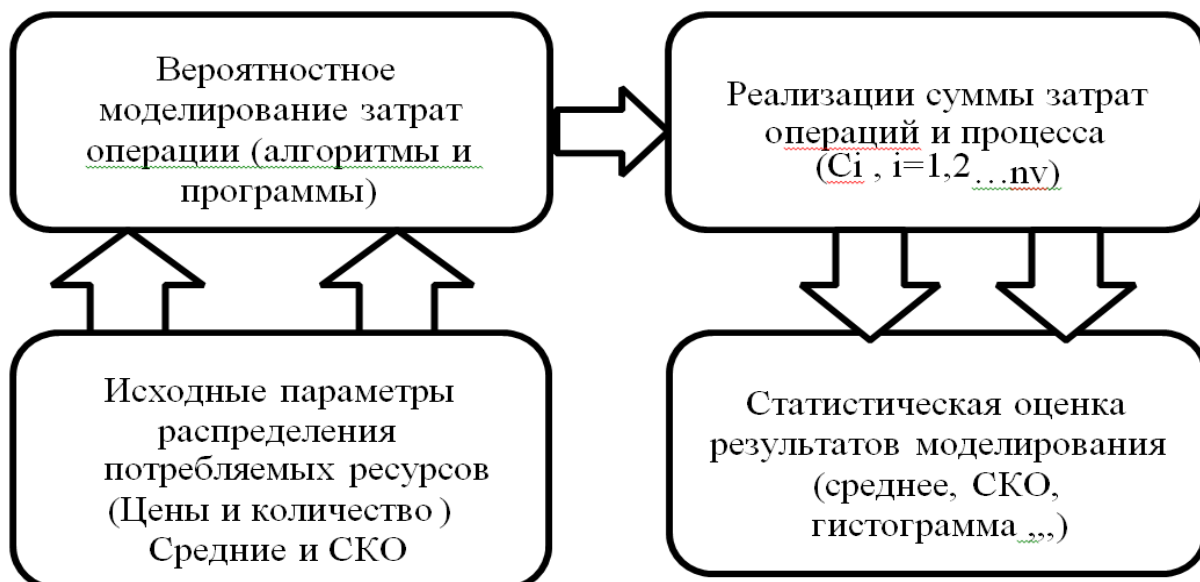 Вероятностное
моделирование затрат
операции (алгоритмы и
программы)
Реализации суммы затрат
операций и процесса
(Ci , i=1,2…nv)
Исходные параметры
распределения
потребляемых ресурсов
(Цены и количество )
Средние и СКО
Статистическая оценка
результатов моделирования
(среднее, СКО,
гистограмма ,,,)